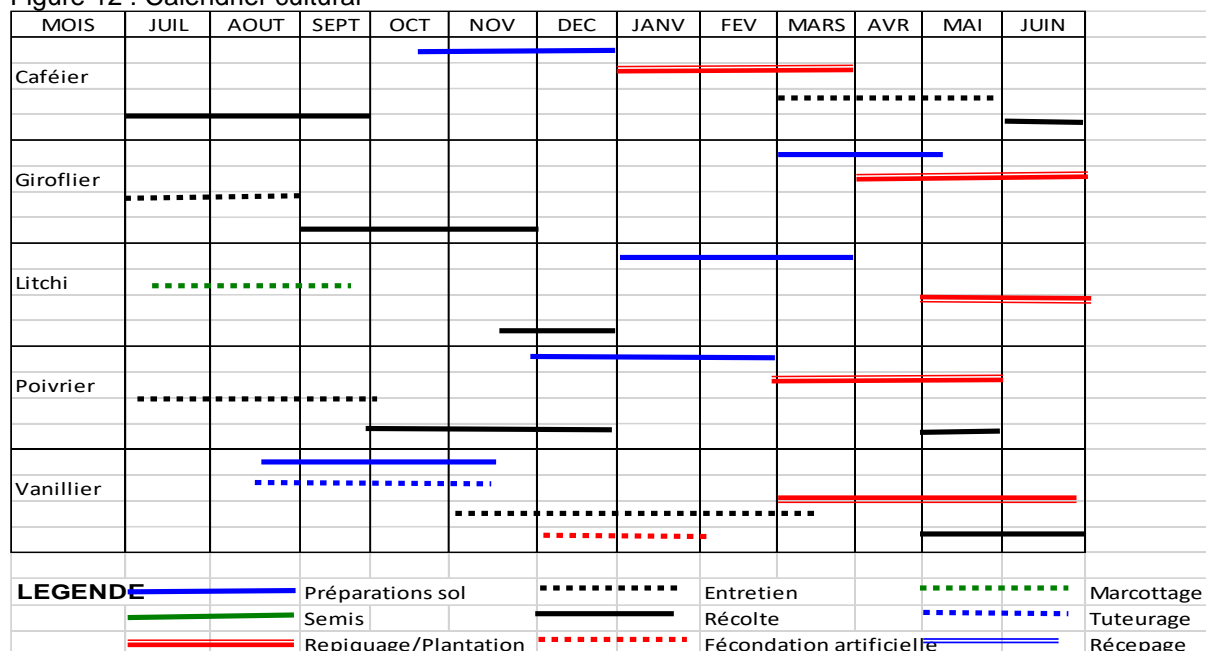 Figure 12 : Calendrier cultural
MOIS JUIL AOUT SEPT OCT NOV DEC JANV FEV MARS AVR MAI JUIN
Caféier
Giroflier
Litchi
Poivrier
Vanillier
LEGENDE Préparations sol Entretien Marcottage
Semis Récolte Tuteurage
Repiquage/Plantation Fécondation artificielle Récepage